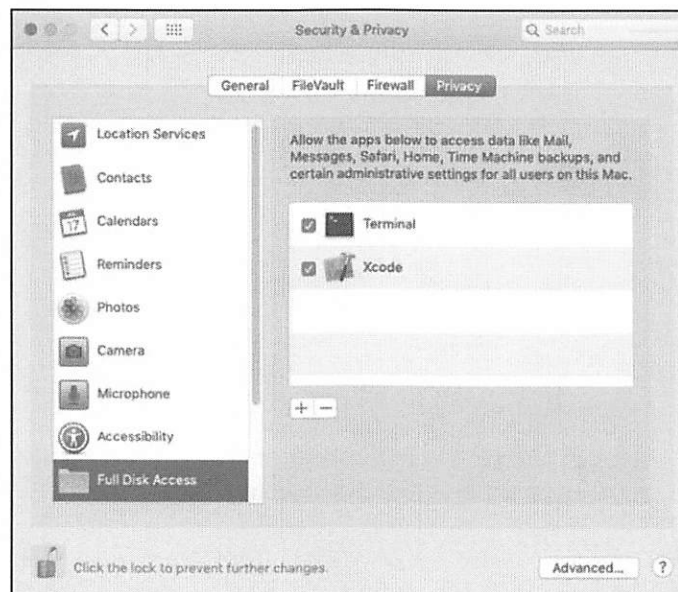 Security & Privacy
Search
General FileVault Firewall Privacy
Location Services
Contacts
17
Calendars
Reminders
Photos
Camera
Microphone
Accessibility
Full Disk Access
Allow the apps below to access data like Mail,
Messages, Safari, Home, Time Machine backups, and
certain administrative settings for all users on this Mac.
Terminal
Xcode
+ −
Click the lock to prevent further changes.
Advanced... ?